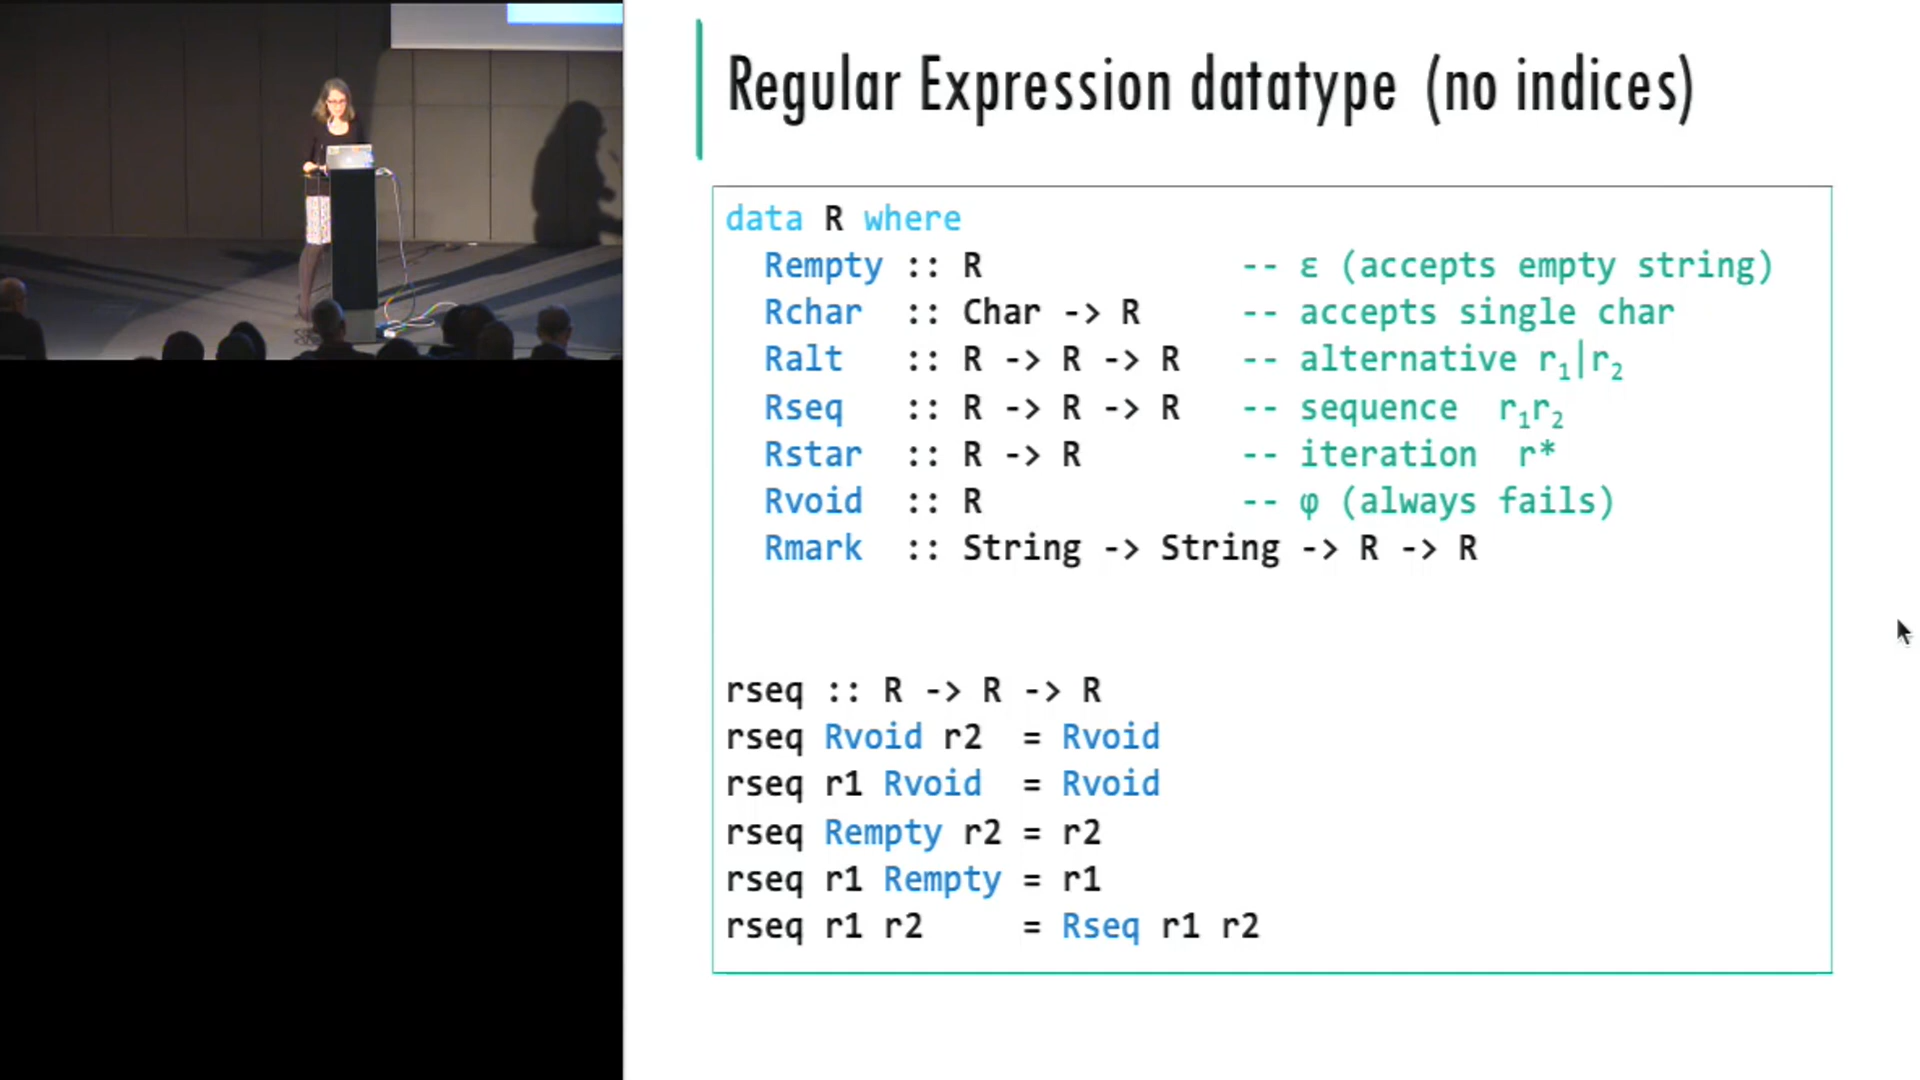 Regular Expression datatype (no indices)
data R where
Rempty :: R -- ε (accepts empty string)
Rchar :: Char -> R -- accepts single char
Ralt :: R -> R -> R -- alternative r₁|r₂
Rseq :: R -> R -> R -- sequence r₁r₂
Rstar :: R -> R -- iteration r*
Rvoid :: R -- φ (always fails)
Rmark :: String -> String -> R -> R
rseq :: R -> R -> R
rseq Rvoid r2 = Rvoid
rseq r1 Rvoid = Rvoid
rseq Rempty r2 = r2
rseq r1 Rempty = r1
rseq r1 r2 = Rseq r1 r2